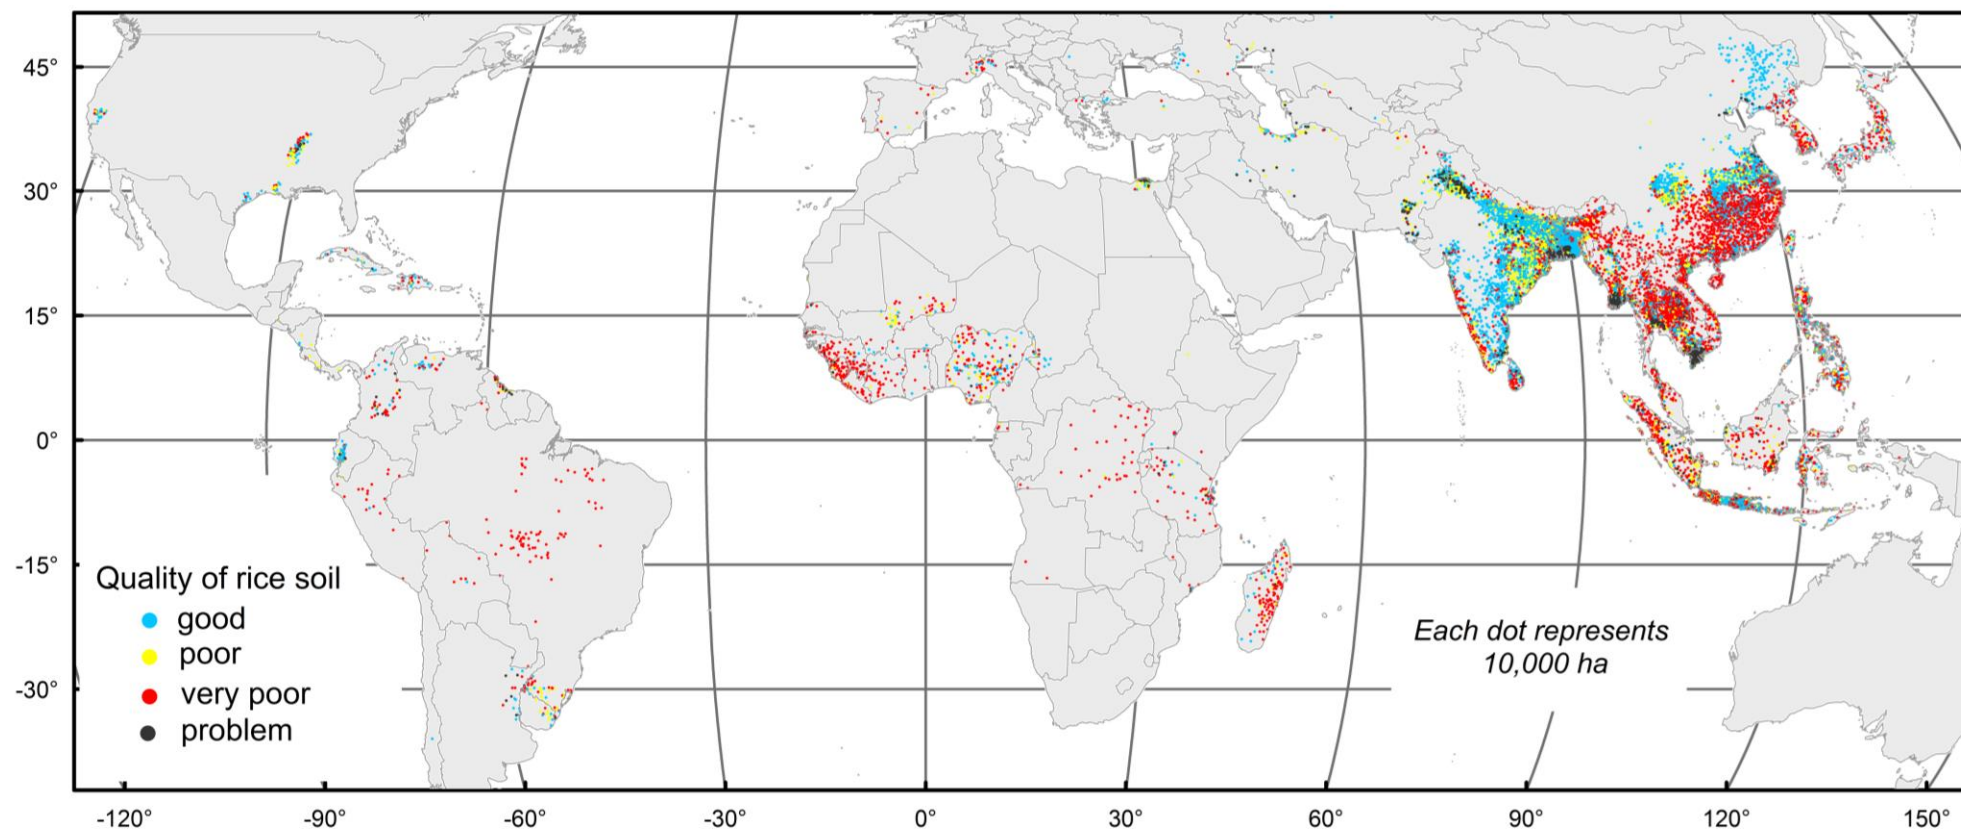 45°
30°
15°
0°
-15°
-30°
Quality of rice soil
good
poor
very poor
problem
Each dot represents
10,000 ha
-120° -90° -60° -30° 0° 30° 60° 90° 120° 150°